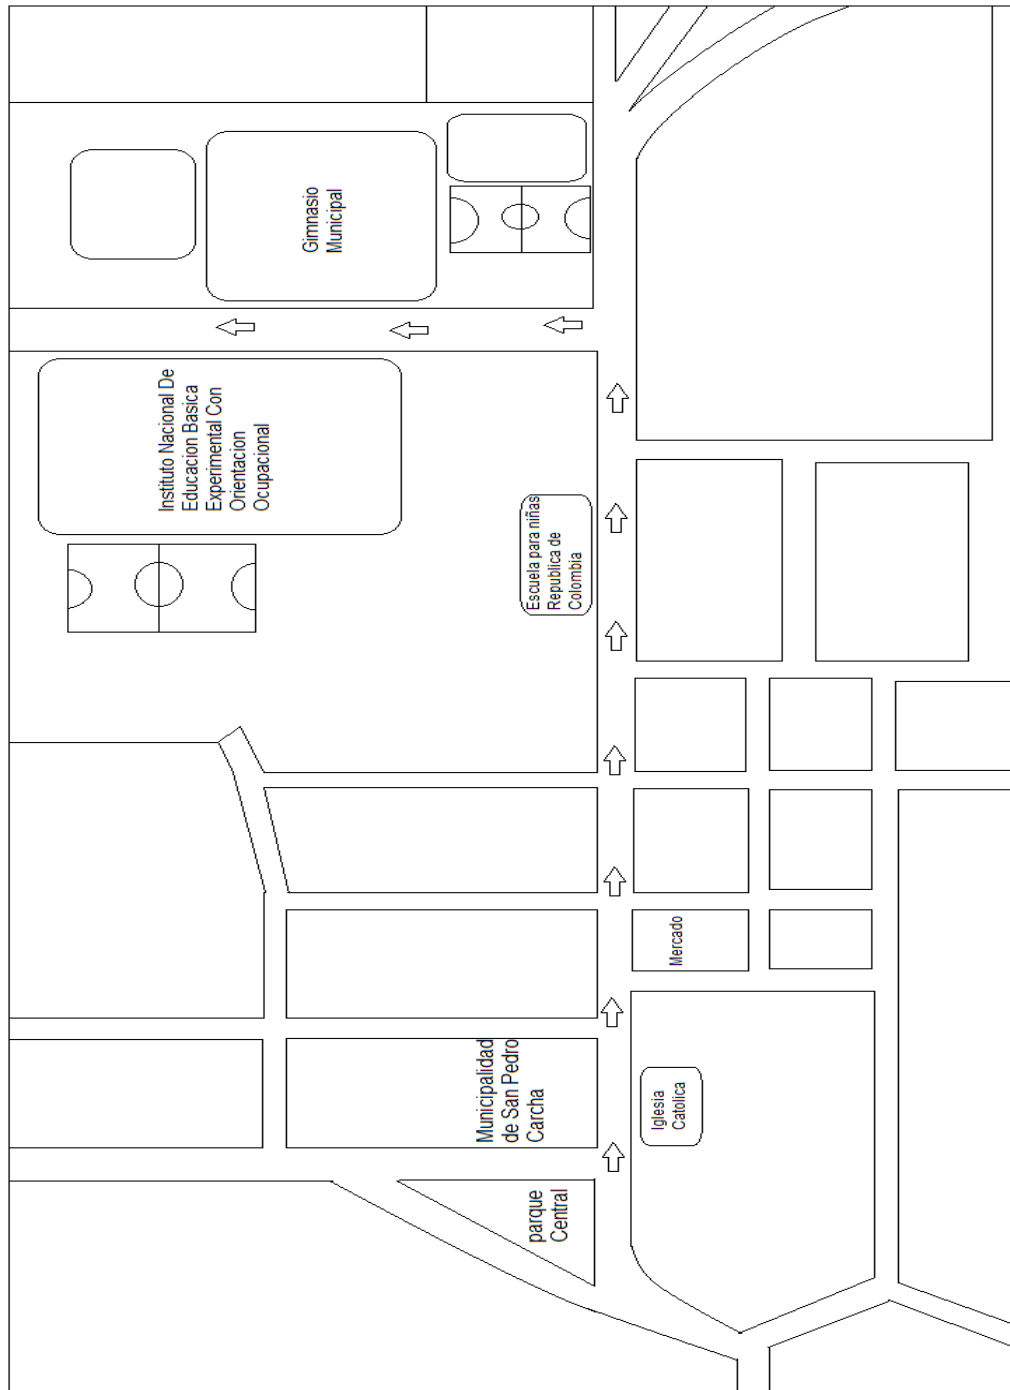 Gimnasio
Municipal
Instituto Nacional De
Educacion Basica
Experimental Con
Orientacion
Ocupacional
Escuela para niñas
Republica de
Colombia
Mercado
Municipalidad
de San Pedro
Carcha
Iglesia
Catolica
parque
Central